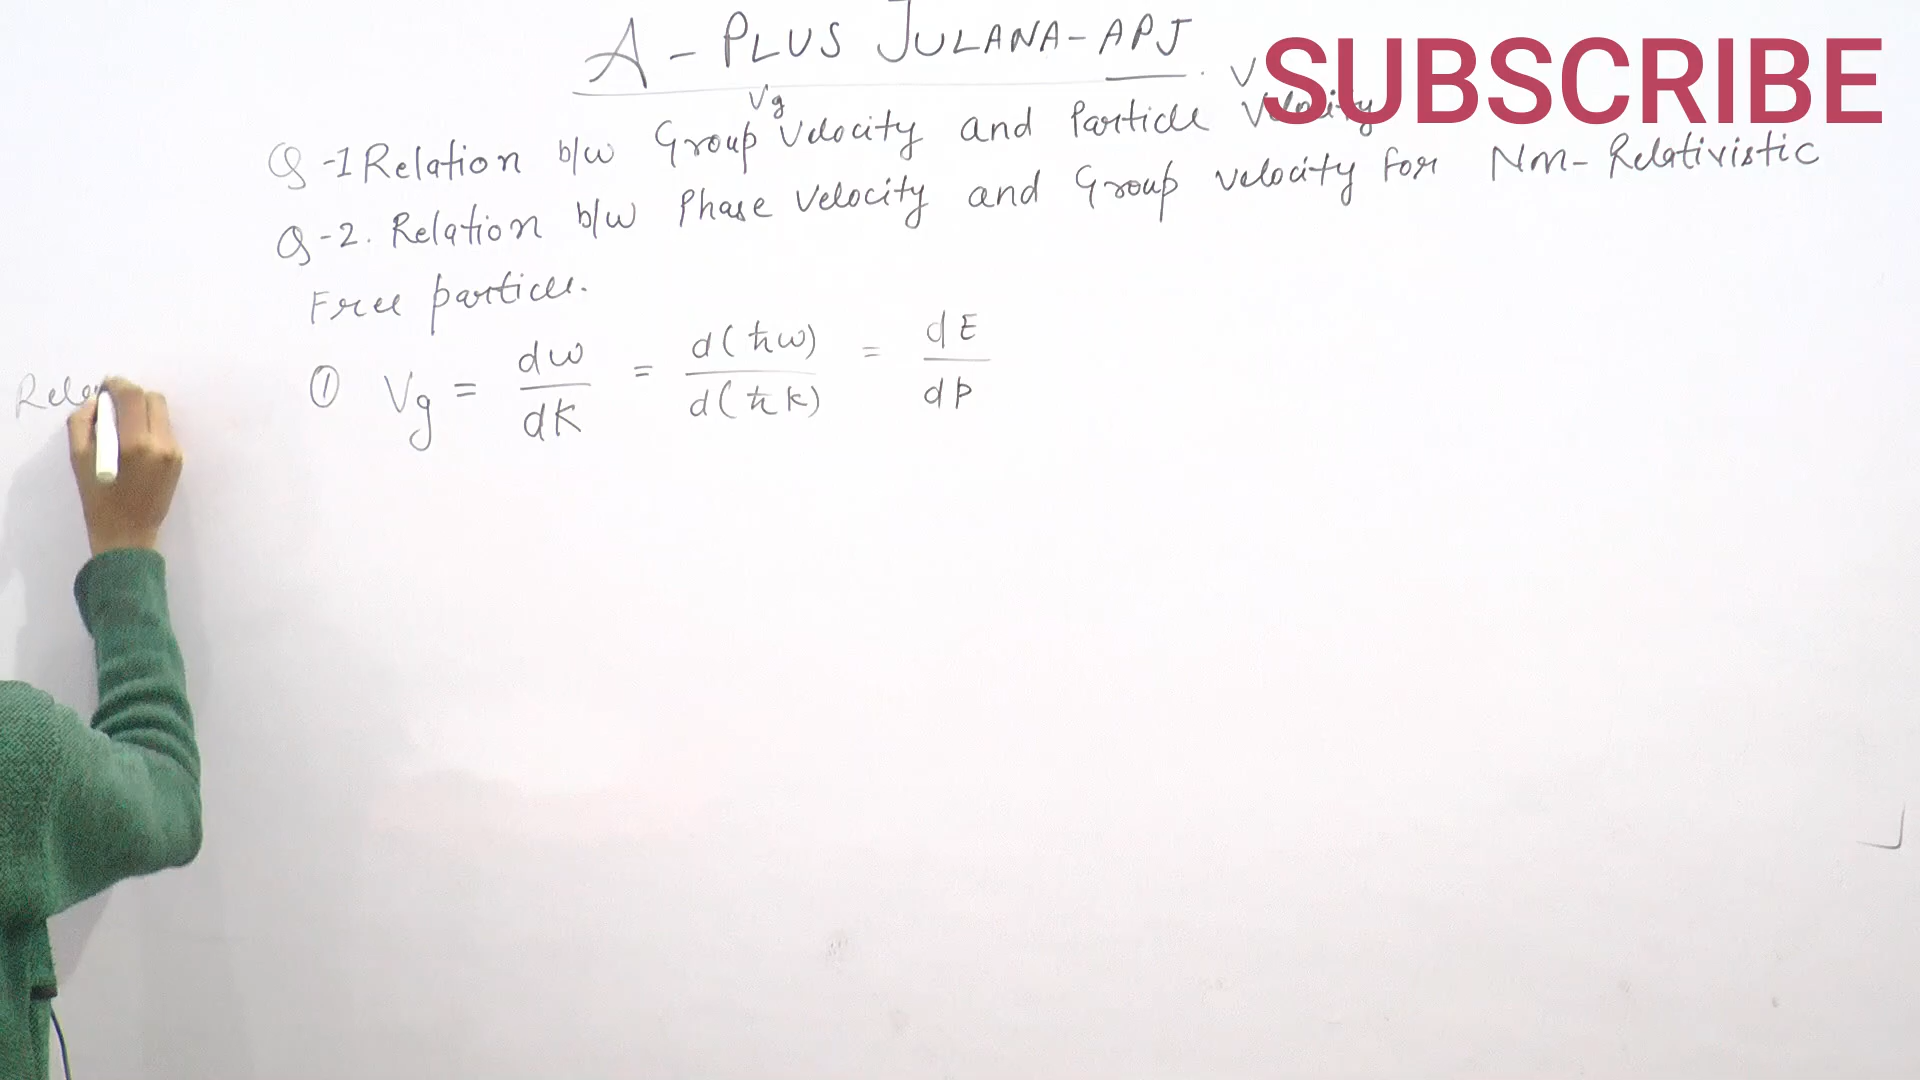 A - PLUS JULANA-APJ
SUBSCRIBE
Vg
V
Q-1 Relation b/w Group Velocity and Particle Velocity
Q-2. Relation b/w Phase Velocity and Group velocity for Non-Relativistic
Free particle.
① Vg = dω/dk = d(ħω)/d(ħk) = dE/dp